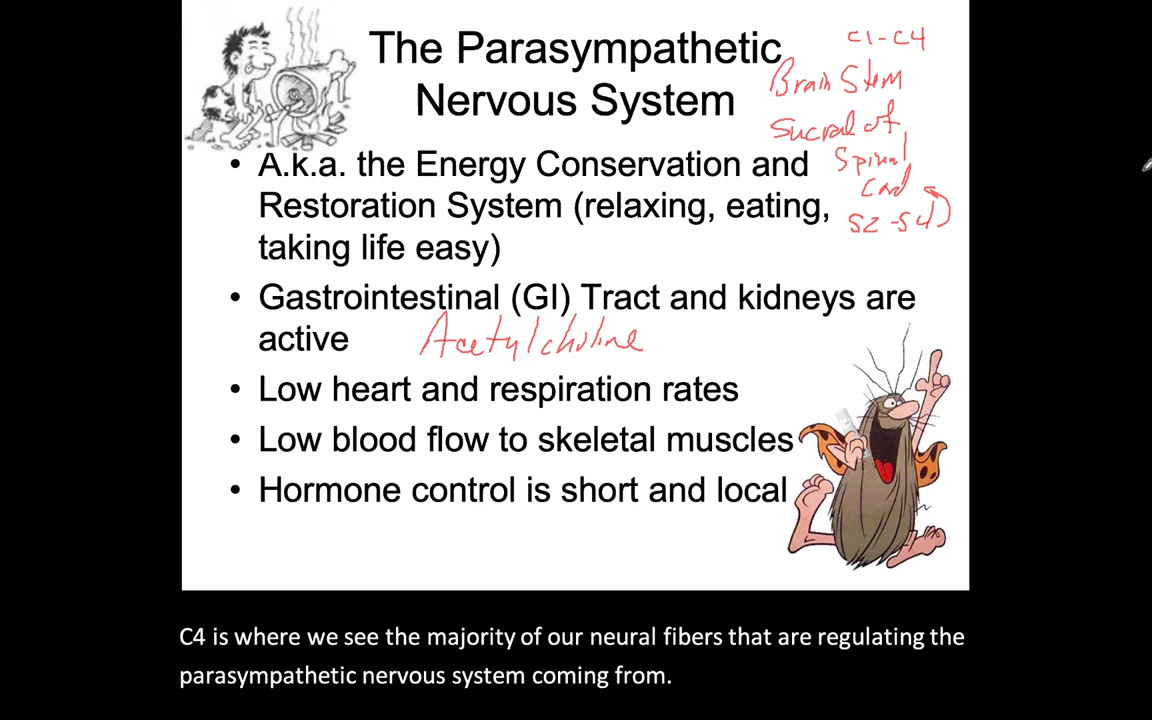 The Parasympathetic
Nervous System
C1-C4
Brain Stem
Sucral of
Spinal
Cord
S2-S4)
• A.k.a. the Energy Conservation and
Restoration System (relaxing, eating,
taking life easy)
• Gastrointestinal (GI) Tract and kidneys are
active
Acetylcholine
• Low heart and respiration rates
• Low blood flow to skeletal muscles
• Hormone control is short and local
C4 is where we see the majority of our neural fibers that are regulating the
parasympathetic nervous system coming from.